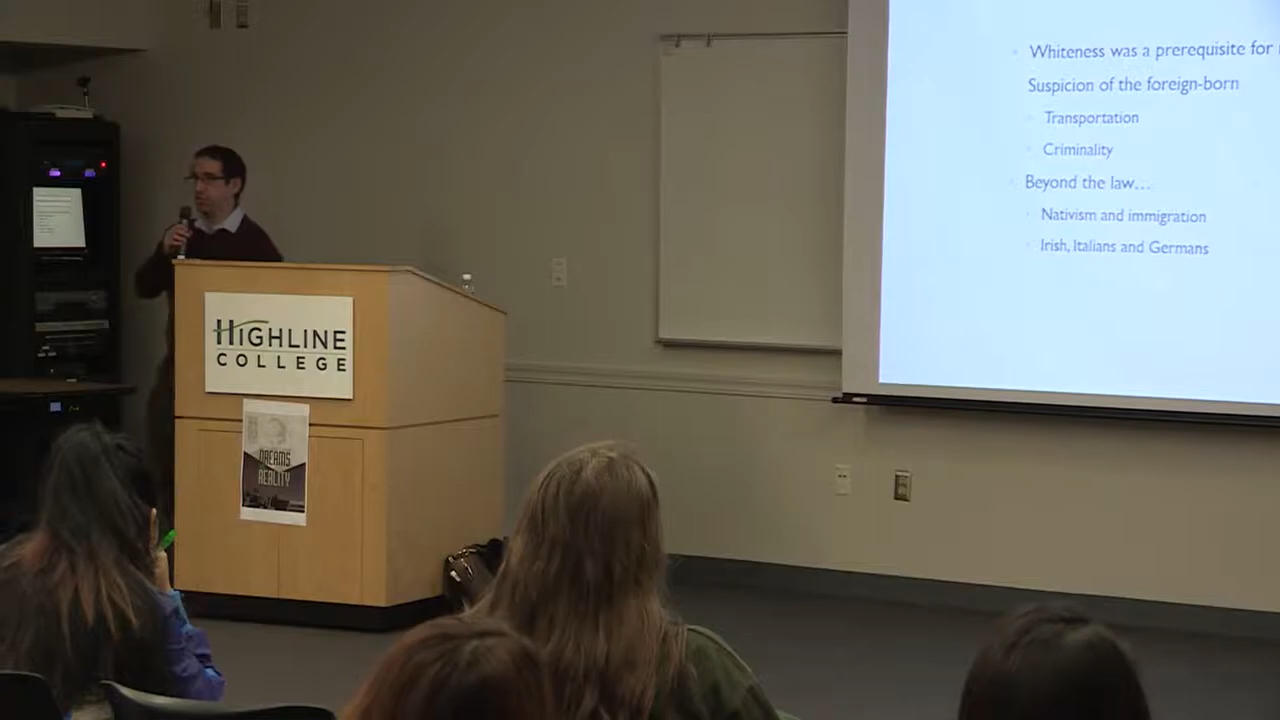 Whiteness was a prerequisite for
Suspicion of the foreign-born
Transportation
Criminality
Beyond the law…
Nativism and immigration
Irish, Italians and Germans
HIGHLINE
COLLEGE
DREAMS
REALITY